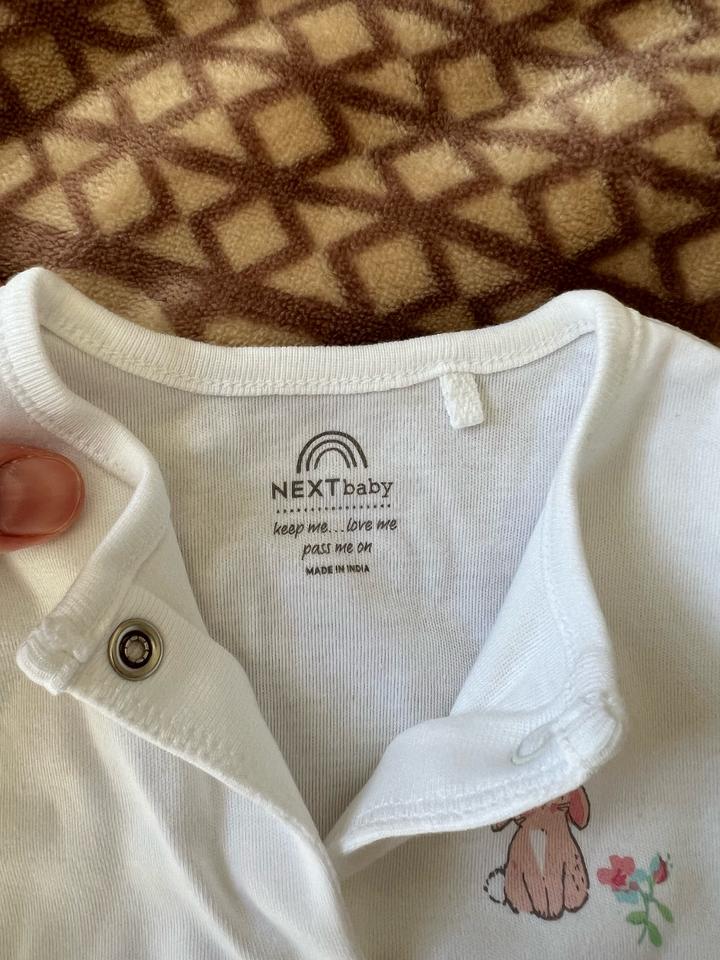 NEXTbaby
keep me...love me
pass me on
MADE IN INDIA